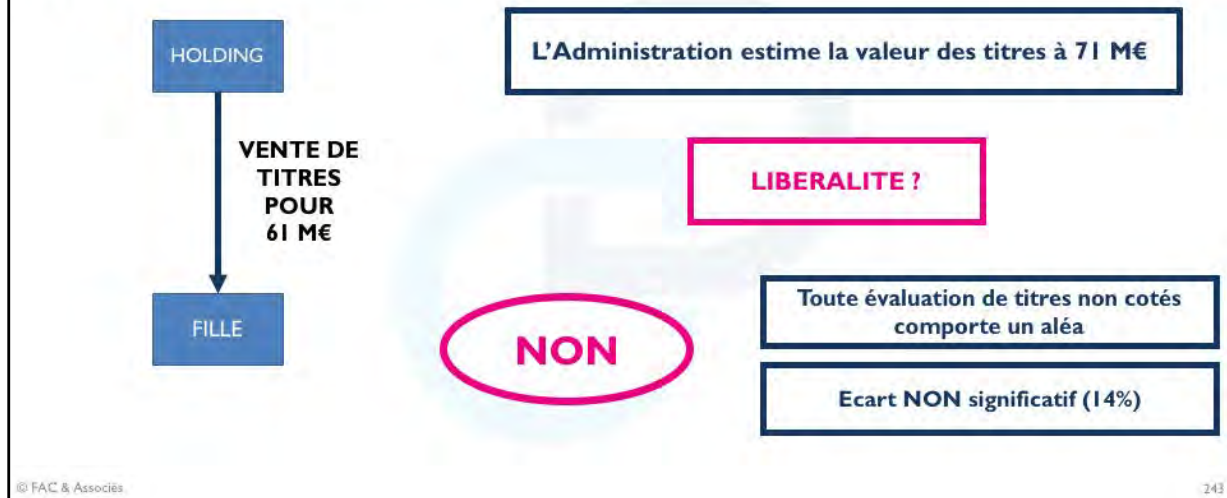 HOLDING
L'Administration estime la valeur des titres à 71 M€
VENTE DE
TITRES
POUR
61 M€
LIBERALITE ?
FILLE
NON
Toute évaluation de titres non cotés
comporte un aléa
Ecart NON significatif (14%)
© FAC & Associés
243